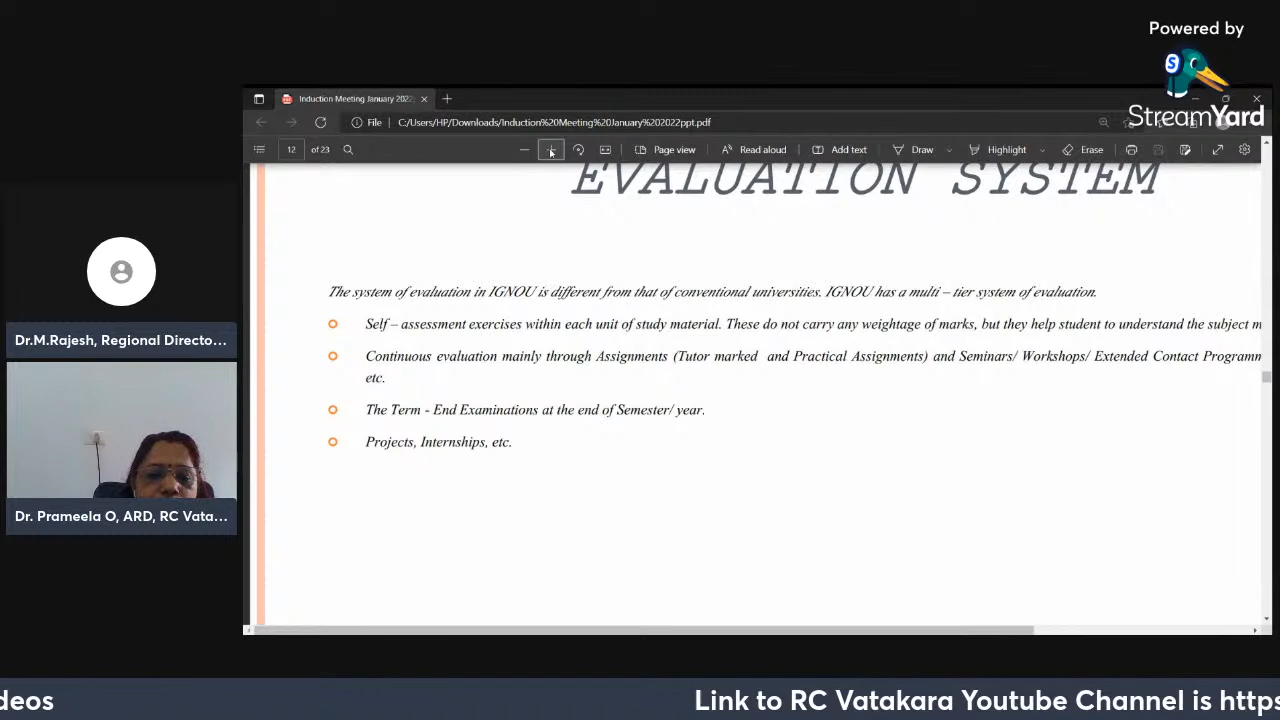 Powered by
StreamYard
Induction Meeting January 2022
File C:/Users/HP/Downloads/Induction%20Meeting%20January%202022ppt.pdf
12 of 23 Page view Read aloud Add text Draw Highlight Erase
EVALUATION SYSTEM
The system of evaluation in IGNOU is different from that of conventional universities. IGNOU has a multi – tier system of evaluation.
Self – assessment exercises within each unit of study material. These do not carry any weightage of marks, but they help student to understand the subject m
Continuous evaluation mainly through Assignments (Tutor marked and Practical Assignments) and Seminars/ Workshops/ Extended Contact Programm
etc.
The Term - End Examinations at the end of Semester/ year.
Projects, Internships, etc.
Dr.M.Rajesh, Regional Directo...
Dr. Prameela O, ARD, RC Vata...
deos Link to RC Vatakara Youtube Channel is https